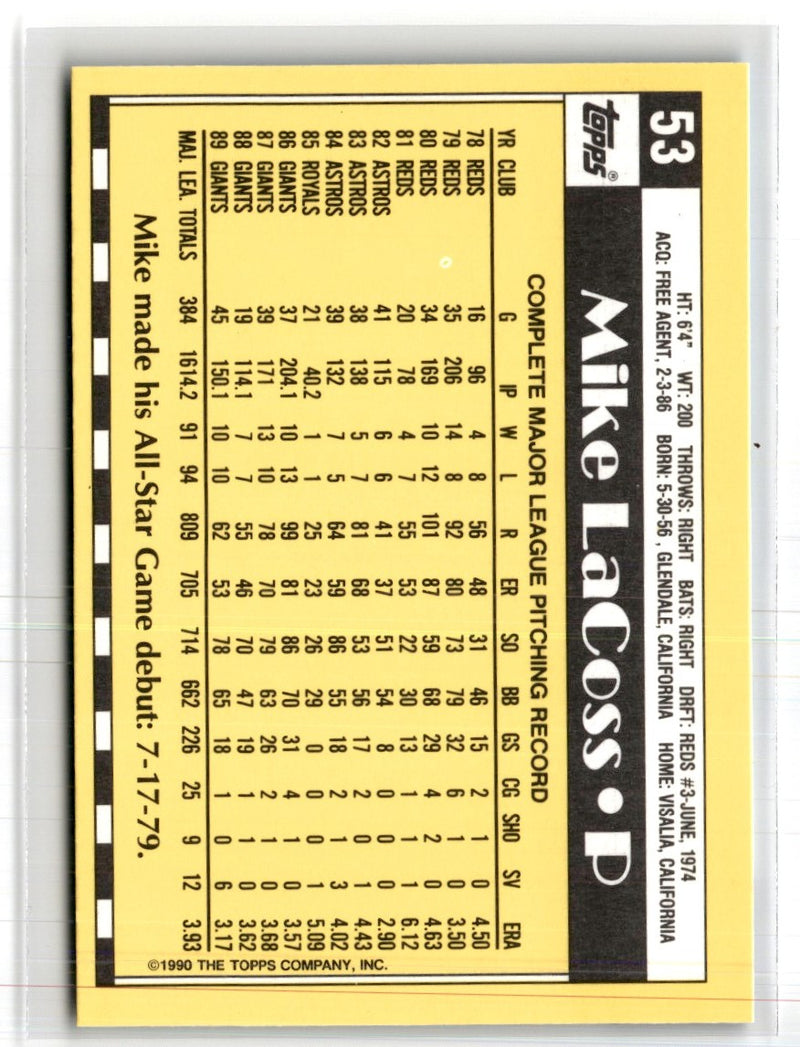 53
HT: 6'4" WT: 200 THROWS: RIGHT BATS: RIGHT DRFT: REDS #3-JUNE, 1974
ACQ: FREE AGENT, 2-3-86 BORN: 5-30-56, GLENDALE, CALIFORNIA HOME: VISALIA, CALIFORNIA
Topps® Mike LaCoss • P
COMPLETE MAJOR LEAGUE PITCHING RECORD
YR CLUB G IP W L R ER SO BB GS CG SHO SV ERA
78 REDS 16 96 4 8 56 48 31 46 15 2 1 0 4.50
79 REDS 35 206 14 8 92 80 73 79 32 6 1 0 3.50
80 REDS 34 169 10 12 101 87 59 68 29 4 2 0 4.63
81 REDS 20 78 4 7 55 53 22 30 13 1 1 1 6.12
82 ASTROS 41 115 6 6 41 37 51 54 8 0 0 0 2.90
83 ASTROS 38 138 5 7 81 68 53 56 17 2 0 1 4.43
84 ASTROS 39 132 7 5 64 59 86 55 18 2 1 3 4.02
85 ROYALS 21 40.2 1 1 25 23 26 29 0 0 0 1 5.09
86 GIANTS 37 204.1 10 13 99 81 86 70 31 4 1 0 3.57
87 GIANTS 39 171 13 10 78 70 79 63 26 2 1 0 3.68
88 GIANTS 19 114.1 7 7 55 46 70 47 19 1 1 0 3.62
89 GIANTS 45 150.1 10 10 62 53 78 65 18 1 0 6 3.17
MAJ. LEA. TOTALS 384 1614.2 91 94 809 705 714 662 226 25 9 12 3.93
Mike made his All-Star Game debut: 7-17-79.
©1990 THE TOPPS COMPANY, INC.